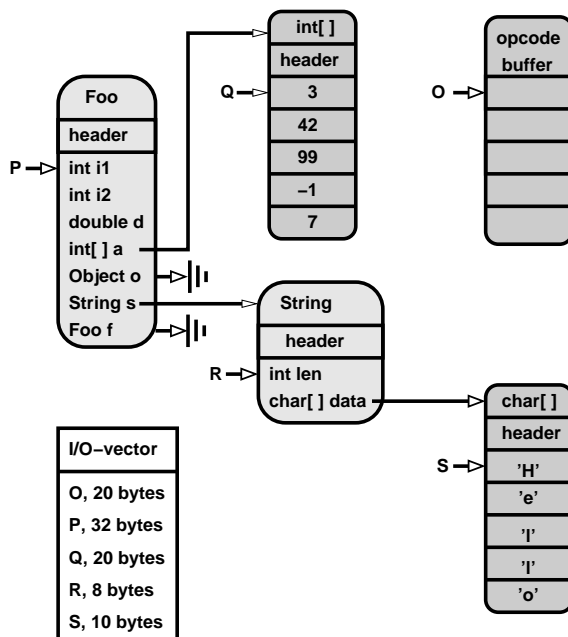 Foo
header
P
int i1
int i2
double d
int[ ] a
Object o
String s
Foo f
int[ ]
header
Q
3
42
99
–1
7
opcode
buffer
O
String
header
R
int len
char[ ] data
char[ ]
header
S
'H'
'e'
'l'
'l'
'o'
I/O–vector
O, 20 bytes
P, 32 bytes
Q, 20 bytes
R, 8 bytes
S, 10 bytes